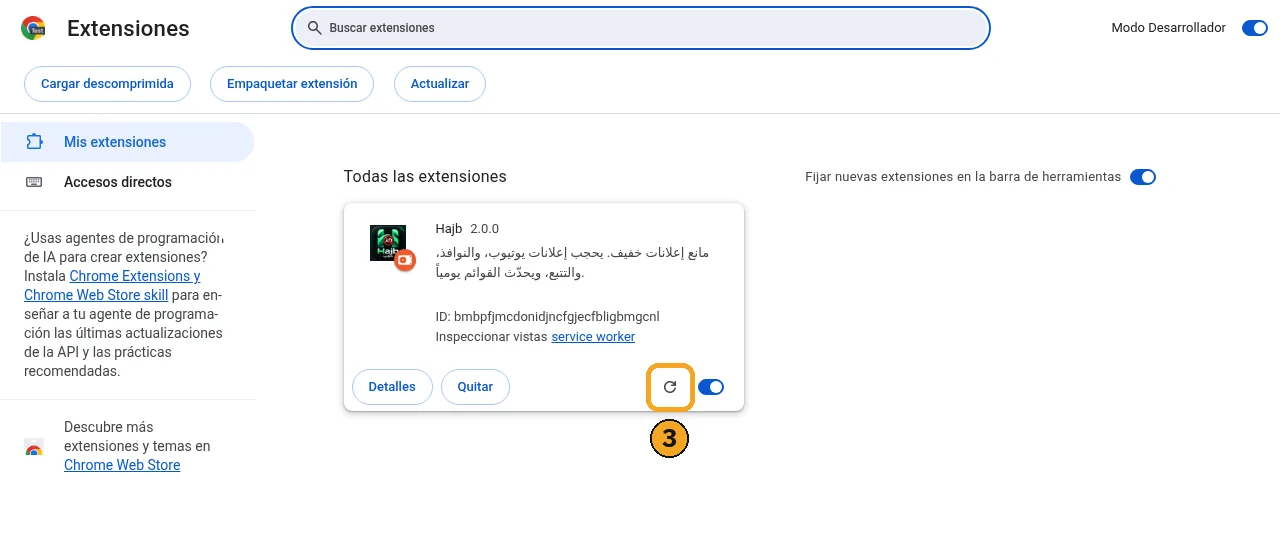 Extensiones
Buscar extensiones
Modo Desarrollador
Cargar descomprimida
Empaquetar extensión
Actualizar
Mis extensiones
Accesos directos
¿Usas agentes de programación
de IA para crear extensiones?
Instala Chrome Extensions y
Chrome Web Store skill para en-
señar a tu agente de programa-
ción las últimas actualizaciones
de la API y las prácticas
recomendadas.
Descubre más
extensiones y temas en
Chrome Web Store
Todas las extensiones
Fijar nuevas extensiones en la barra de herramientas
Hajb 2.0.0
مانع إعلانات خفيف. يحجب إعلانات يوتيوب، والنوافذ،
والتتبع، ويحدّث القوائم يومياً.
ID: bmbpfjmcdonidjncfgjecfbligbmgcnl
Inspeccionar vistas service worker
Detalles
Quitar
3